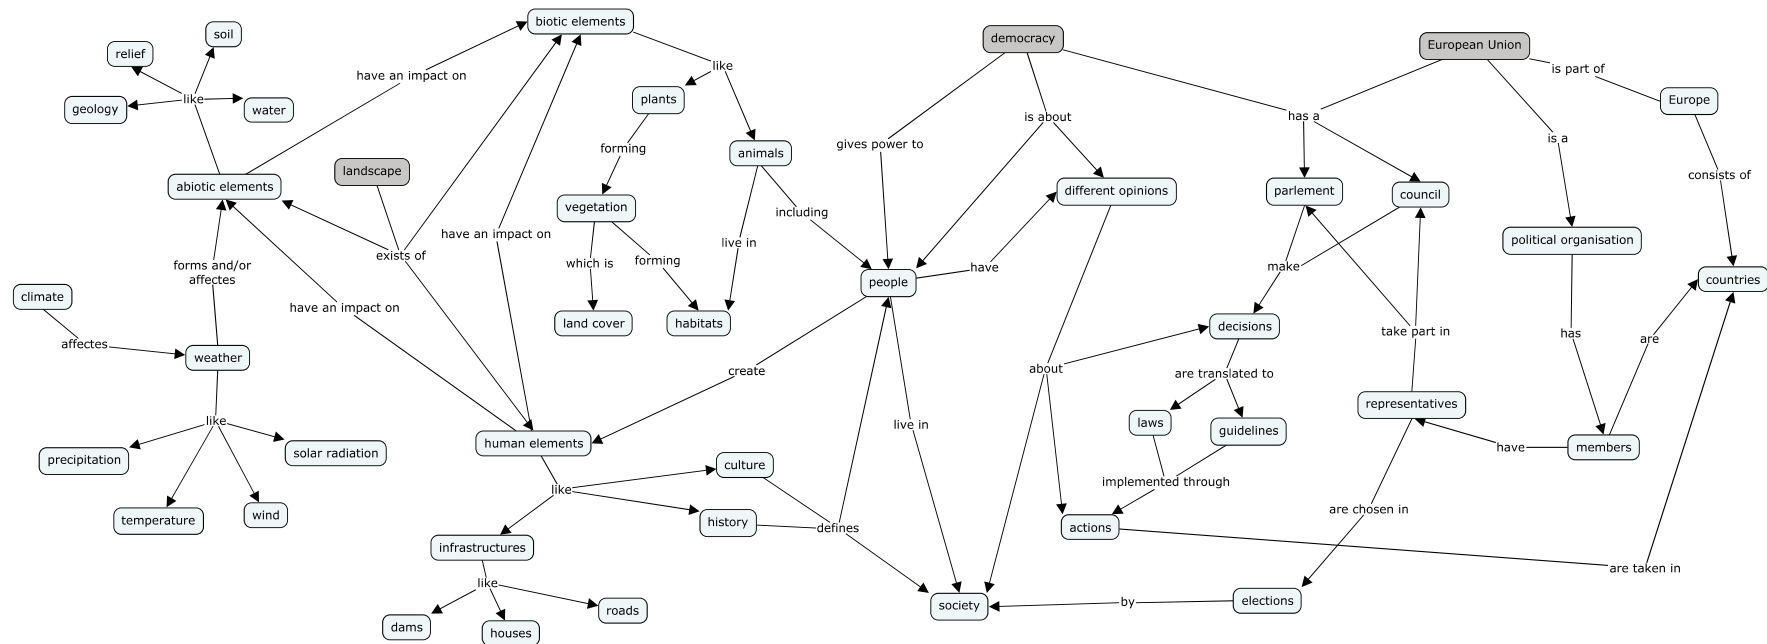 biotic elements
democracy
European Union
soil
relief
like
is part of
have an impact on
geology
like
water
plants
Europe
is about
has a
gives power to
is a
forming
animals
landscape
consists of
abiotic elements
different opinions
parlement
council
vegetation
including
have an impact on
live in
political organisation
exists of
which is
forming
forms and/or
affectes
have
make
people
countries
climate
have an impact on
land cover
habitats
decisions
take part in
has
are
affectes
weather
create
about
are translated to
representatives
like
live in
laws
guidelines
human elements
members
have
precipitation
solar radiation
culture
like
implemented through
temperature
wind
history
defines
actions
are chosen in
infrastructures
are taken in
like
dams
houses
roads
society
by
elections